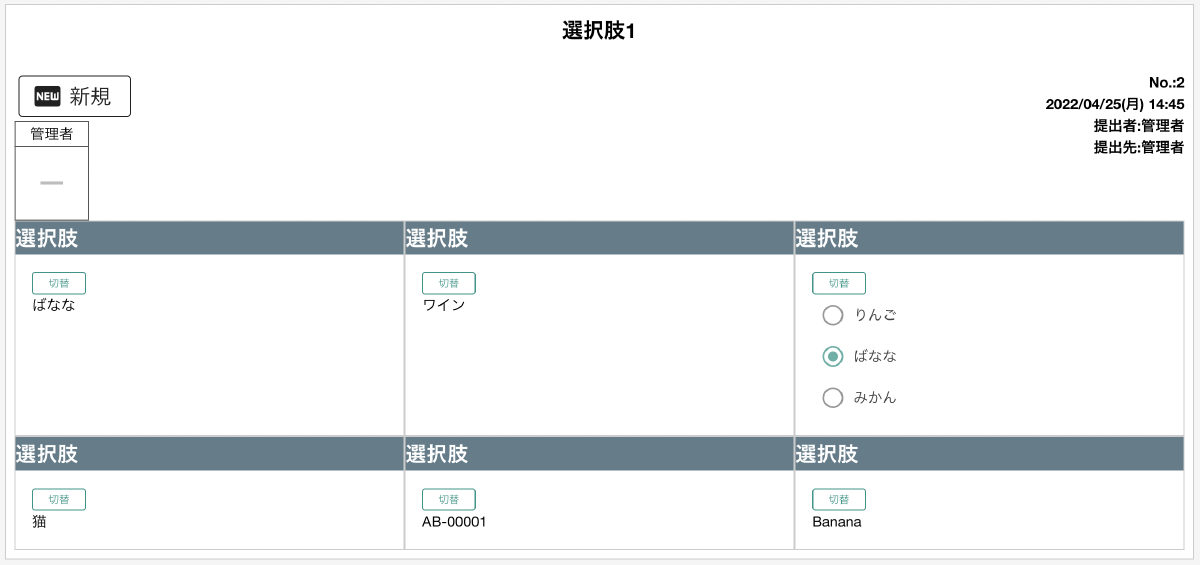 選択肢1
NEW 新規
No.:2
2022/04/25(月) 14:45
提出者:管理者
提出先:管理者
管理者
選択肢 選択肢 選択肢
切替 切替 切替
ばなな ワイン
りんご
ばなな
みかん
選択肢 選択肢 選択肢
切替 切替 切替
猫 AB-00001 Banana